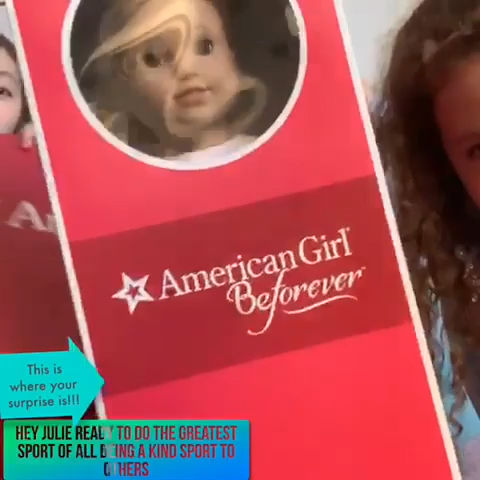 American Girl
Beforever
A
This is
where your
surprise is!!!
HEY JULIE READY TO DO THE GREATEST
SPORT OF ALL BEING A KIND SPORT TO
OTHERS